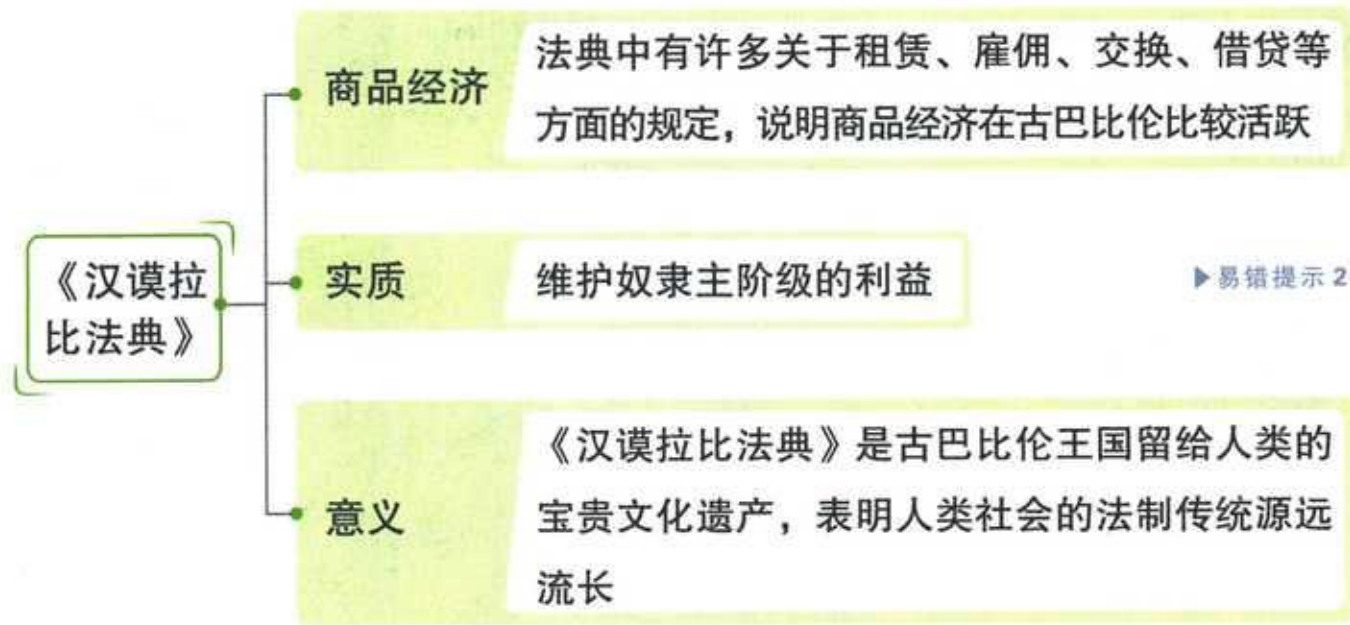 商品经济
法典中有许多关于租赁、雇佣、交换、借贷等
方面的规定，说明商品经济在古巴比伦比较活跃
《汉谟拉
比法典》
实质
维护奴隶主阶级的利益
▶易错提示 2
意义
《汉谟拉比法典》是古巴比伦王国留给人类的
宝贵文化遗产，表明人类社会的法制传统源远
流长